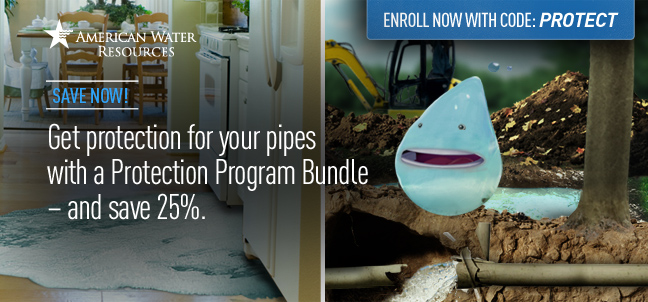 AMERICAN WATER
RESOURCES
SAVE NOW!
Get protection for your pipes
with a Protection Program Bundle
– and save 25%.
ENROLL NOW WITH CODE: PROTECT